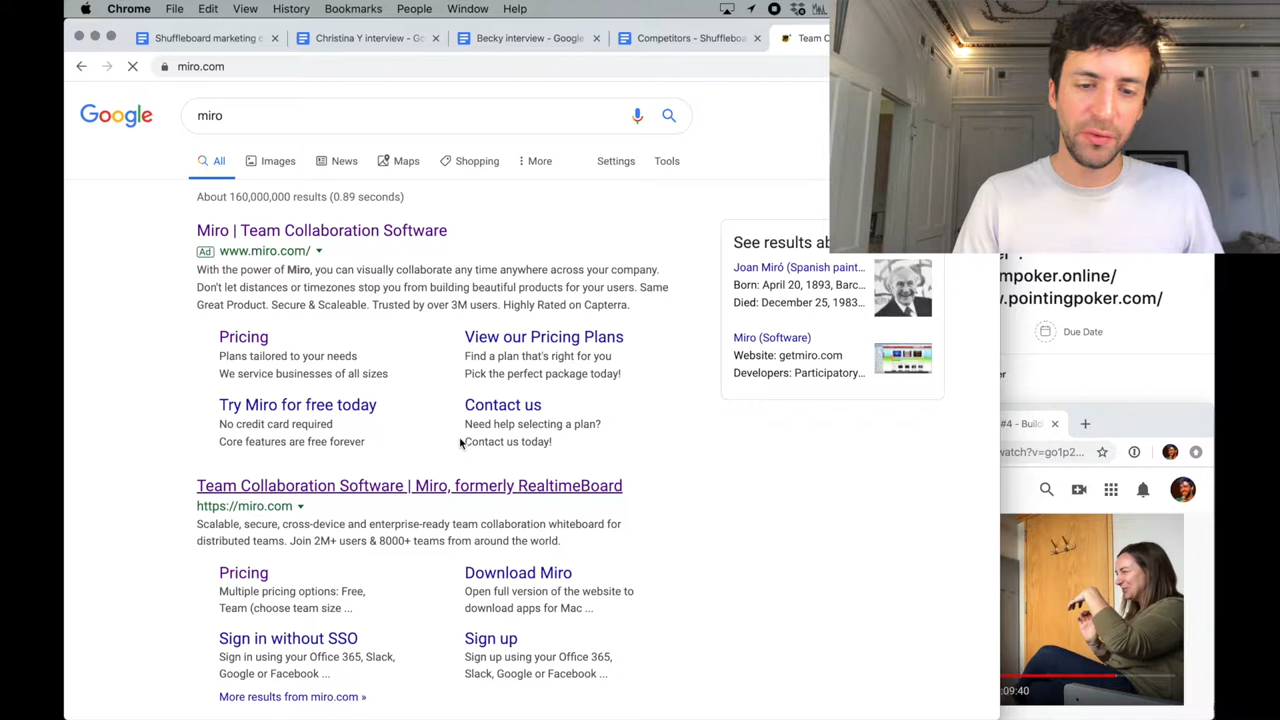 Chrome File Edit View History Bookmarks People Window Help
Shuffleboard marketing
Christina Y interview - Go
Becky interview - Google
Competitors - Shuffleboa
Team C
miro.com
Google
miro
All Images News Maps Shopping More Settings Tools
About 160,000,000 results (0.89 seconds)
Miro | Team Collaboration Software
Ad www.miro.com/
With the power of Miro, you can visually collaborate any time anywhere across your company.
Don't let distances or timezones stop you from building beautiful products for your users. Same
Great Product. Secure & Scaleable. Trusted by over 3M users. Highly Rated on Capterra.
Pricing
Plans tailored to your needs
We service businesses of all sizes
View our Pricing Plans
Find a plan that's right for you
Pick the perfect package today!
Try Miro for free today
No credit card required
Core features are free forever
Contact us
Need help selecting a plan?
Contact us today!
Team Collaboration Software | Miro, formerly RealtimeBoard
https://miro.com
Scalable, secure, cross-device and enterprise-ready team collaboration whiteboard for
distributed teams. Join 2M+ users & 8000+ teams from around the world.
Pricing
Multiple pricing options: Free,
Team (choose team size ...
Download Miro
Open full version of the website to
download apps for Mac ...
Sign in without SSO
Sign in using your Office 365, Slack,
Google or Facebook ...
Sign up
Sign up using your Office 365,
Slack, Google or Facebook ...
More results from miro.com »
See results ab
Joan Miró (Spanish paint...
Born: April 20, 1893, Barc...
Died: December 25, 1983...
Miro (Software)
Website: getmiro.com
Developers: Participatory...
mpoker.online/
w.pointingpoker.com/
Due Date
er
#4 - Build
watch?v=go1p2...
:09:40